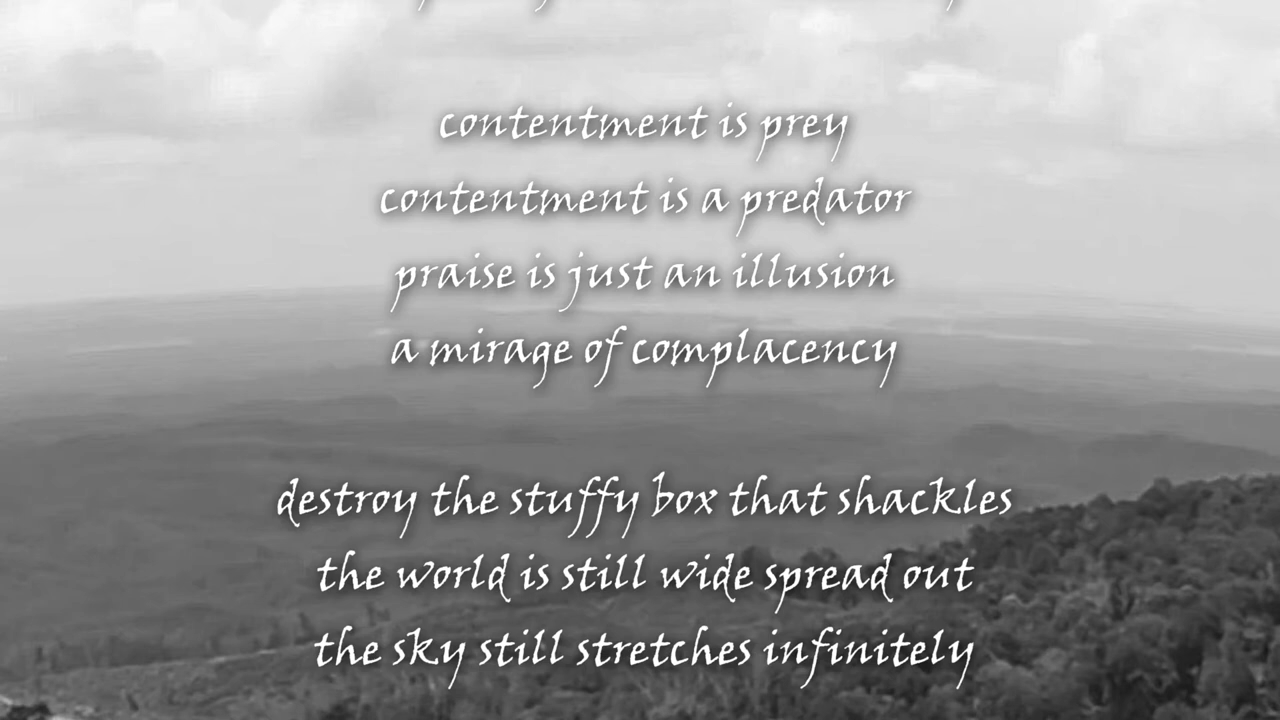 contentment is prey
contentment is a predator
praise is just an illusion
a mirage of complacency
destroy the stuffy box that shackles
the world is still wide spread out
the sky still stretches infinitely